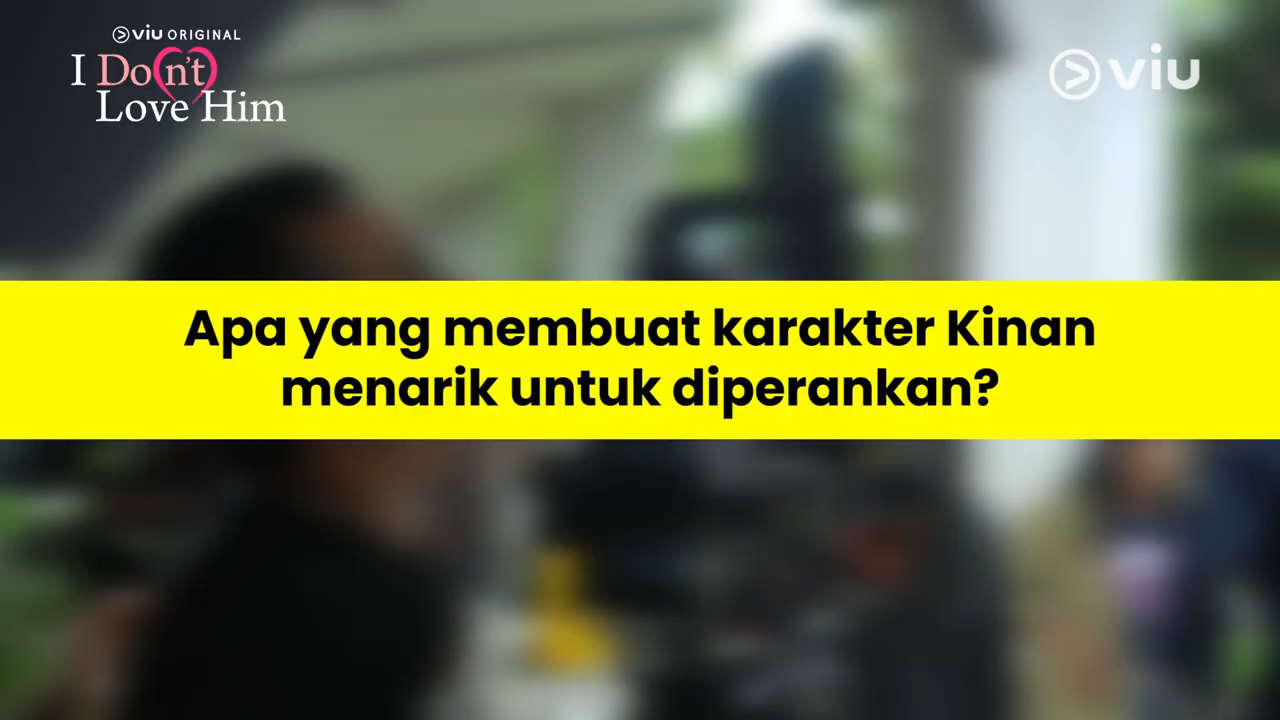 viu ORIGINAL
I Don't
Love Him
viu
Apa yang membuat karakter Kinan
menarik untuk diperankan?